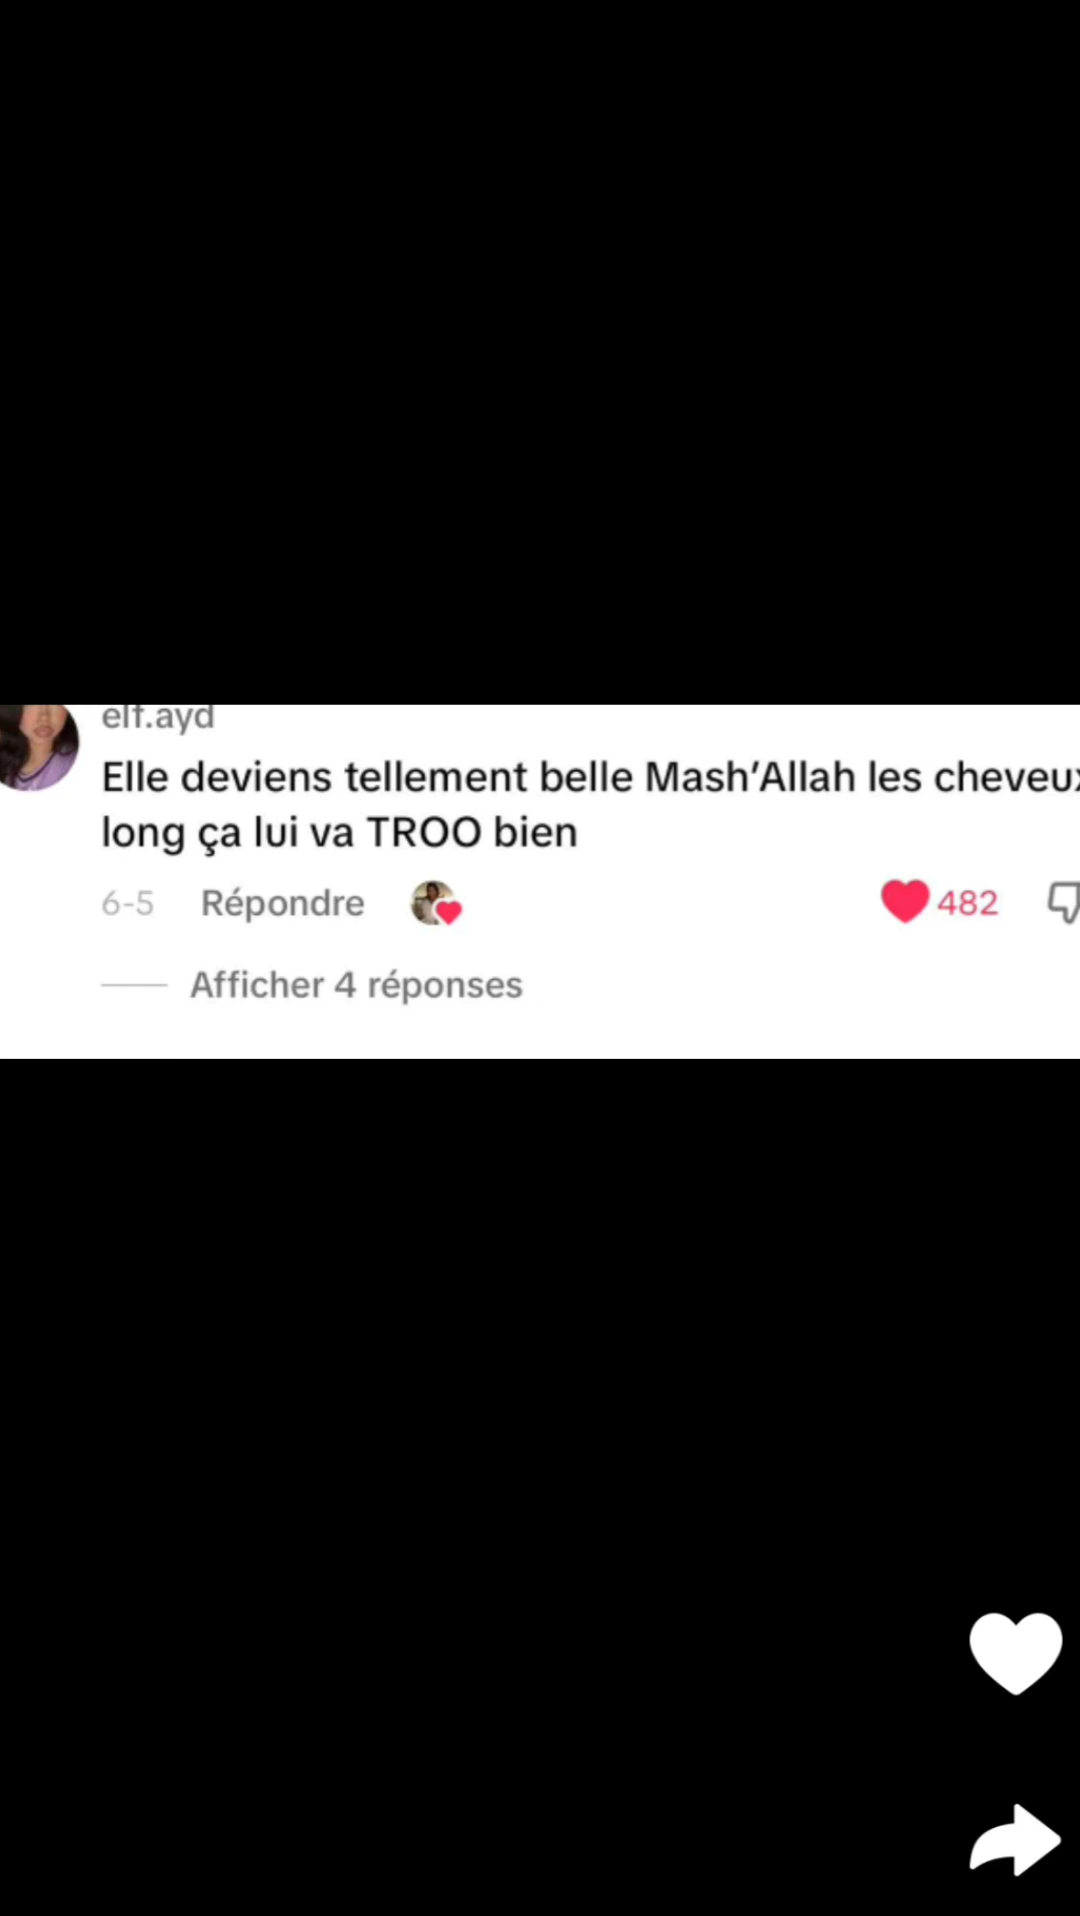 elf.ayd
Elle deviens tellement belle Mash'Allah les cheveux
long ça lui va TROO bien
6-5 Répondre 482
Afficher 4 réponses